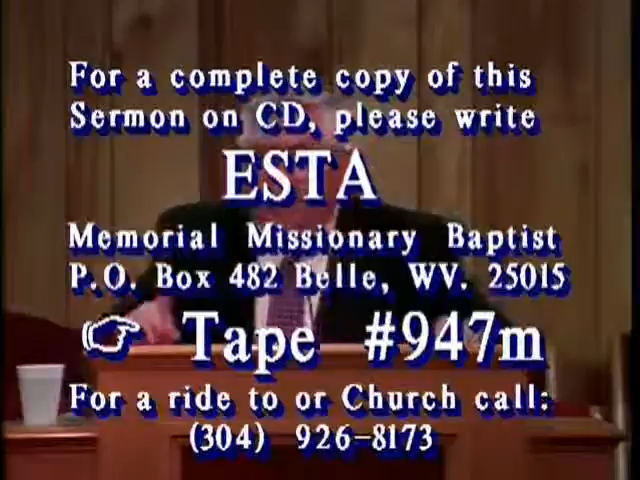 For a complete copy of this
Sermon on CD, please write
ESTA
Memorial Missionary Baptist
P.O. Box 482 Belle, WV. 25015
☞ Tape #947m
For a ride to or Church call:
(304) 926-8173